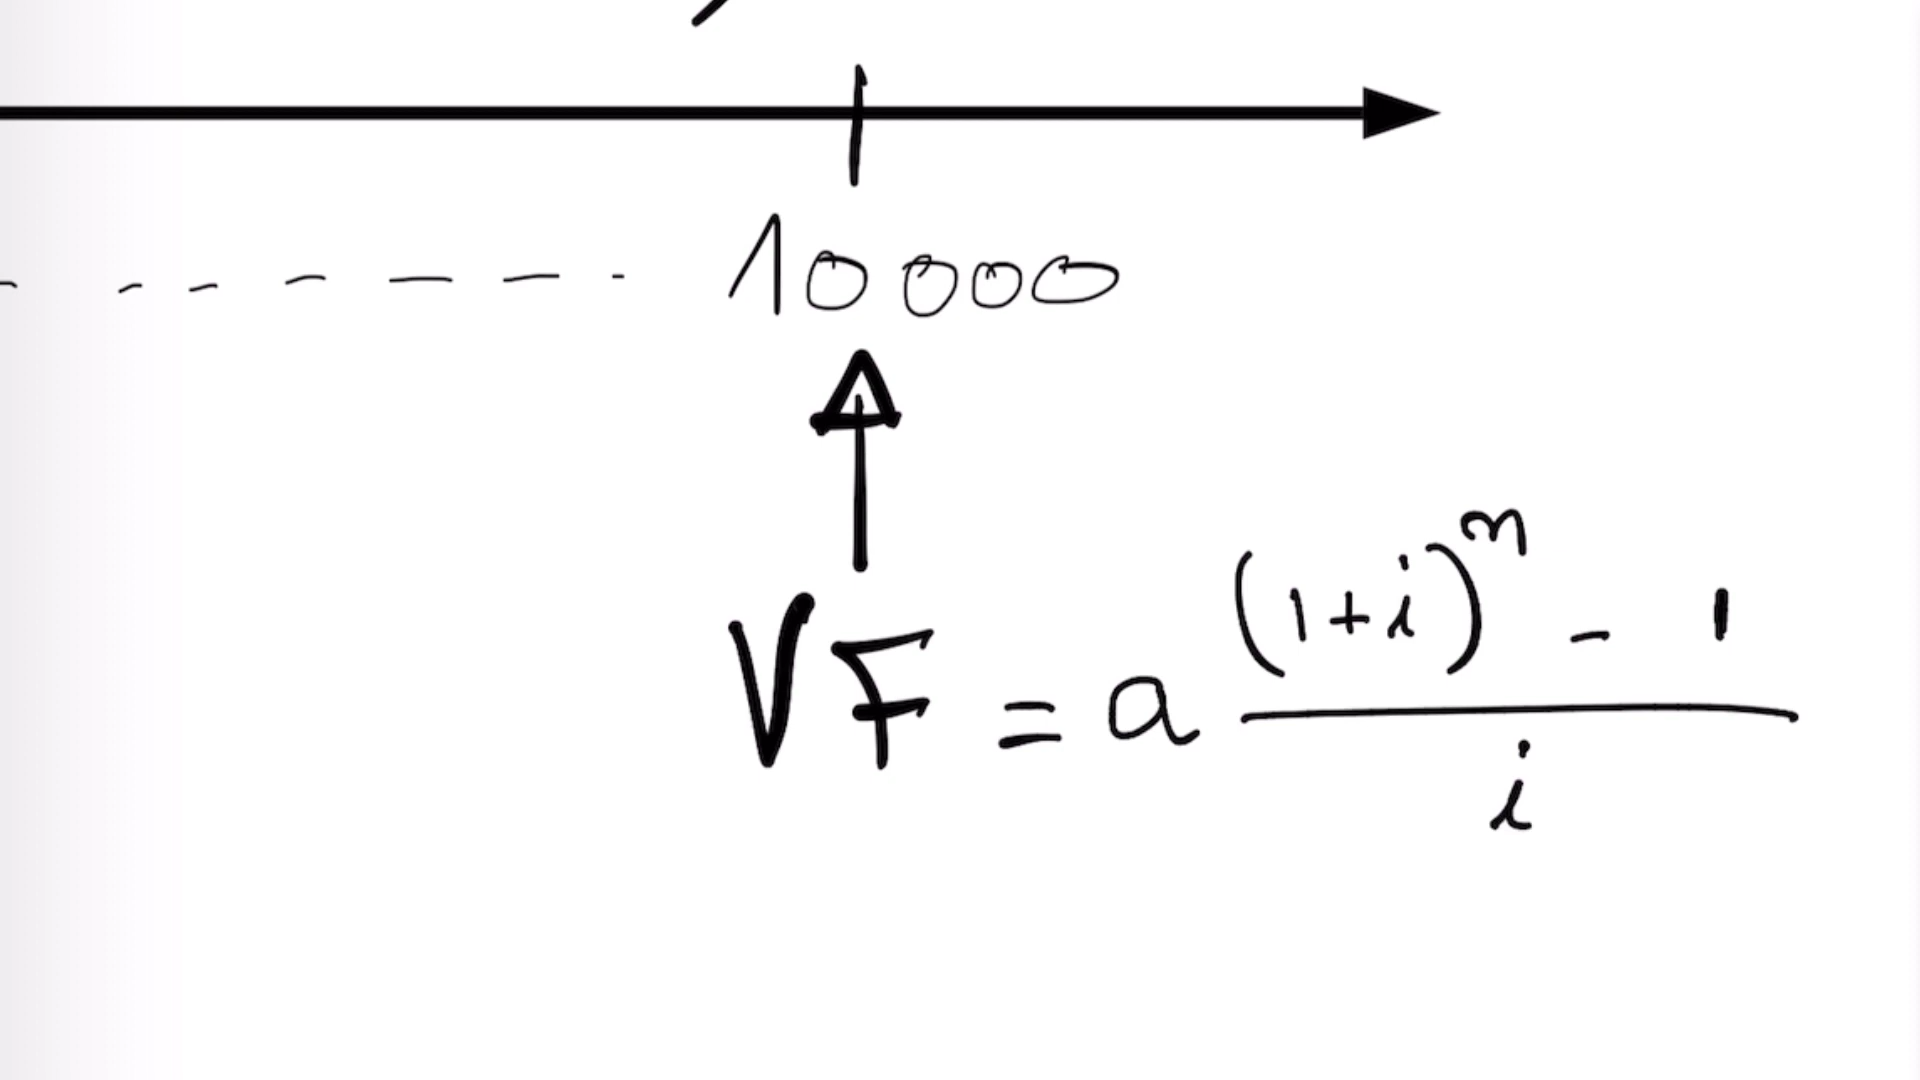 10000
VF = a ((1+i)^n - 1) / i